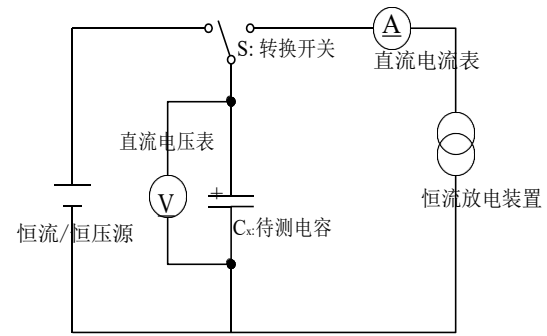 S: 转换开关
A
直流电流表
直流电压表
+
V
恒流放电装置
Cx:待测电容
恒流/恒压源